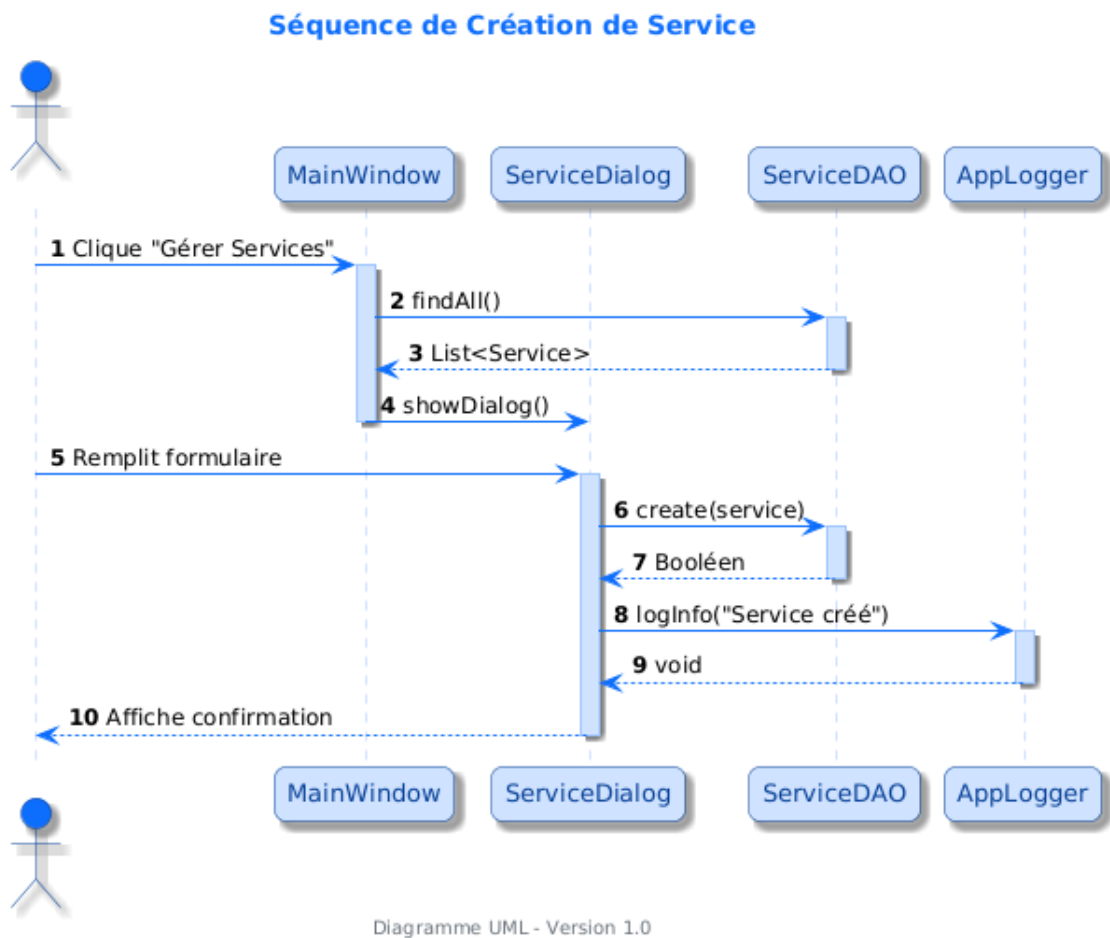 Séquence de Création de Service
MainWindow
ServiceDialog
ServiceDAO
AppLogger
1 Clique "Gérer Services"
2 findAll()
3 List<Service>
4 showDialog()
5 Remplit formulaire
6 create(service)
7 Booléen
8 logInfo("Service créé")
9 void
10 Affiche confirmation
MainWindow
ServiceDialog
ServiceDAO
AppLogger
Diagramme UML - Version 1.0